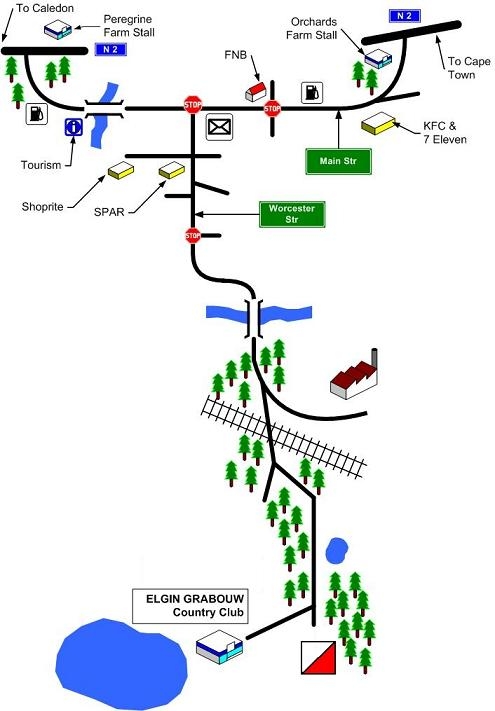 To Caledon
Peregrine
Farm Stall
N 2
Orchards
Farm Stall
N 2
To Cape
Town
FNB
STOP
STOP
KFC &
7 Eleven
Main Str
Tourism
i
Shoprite
SPAR
Worcester
Str
STOP
ELGIN GRABOUW
Country Club